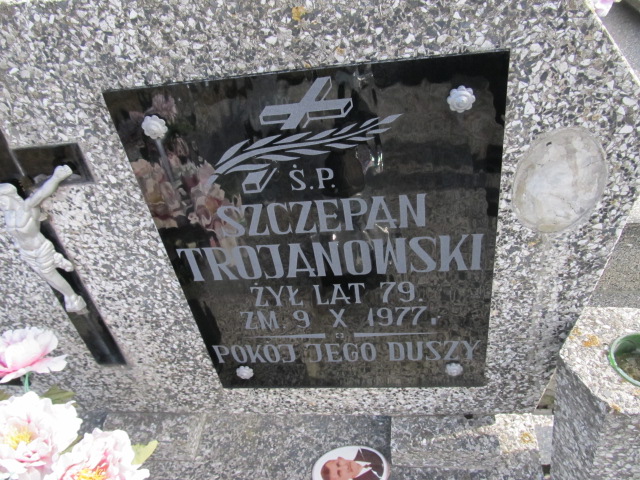 Ś.P.
SZCZEPAN
TROJANOWSKI
ŻYŁ LAT 79.
ZM. 9 X 1977.
POKÓJ JEGO DUSZY